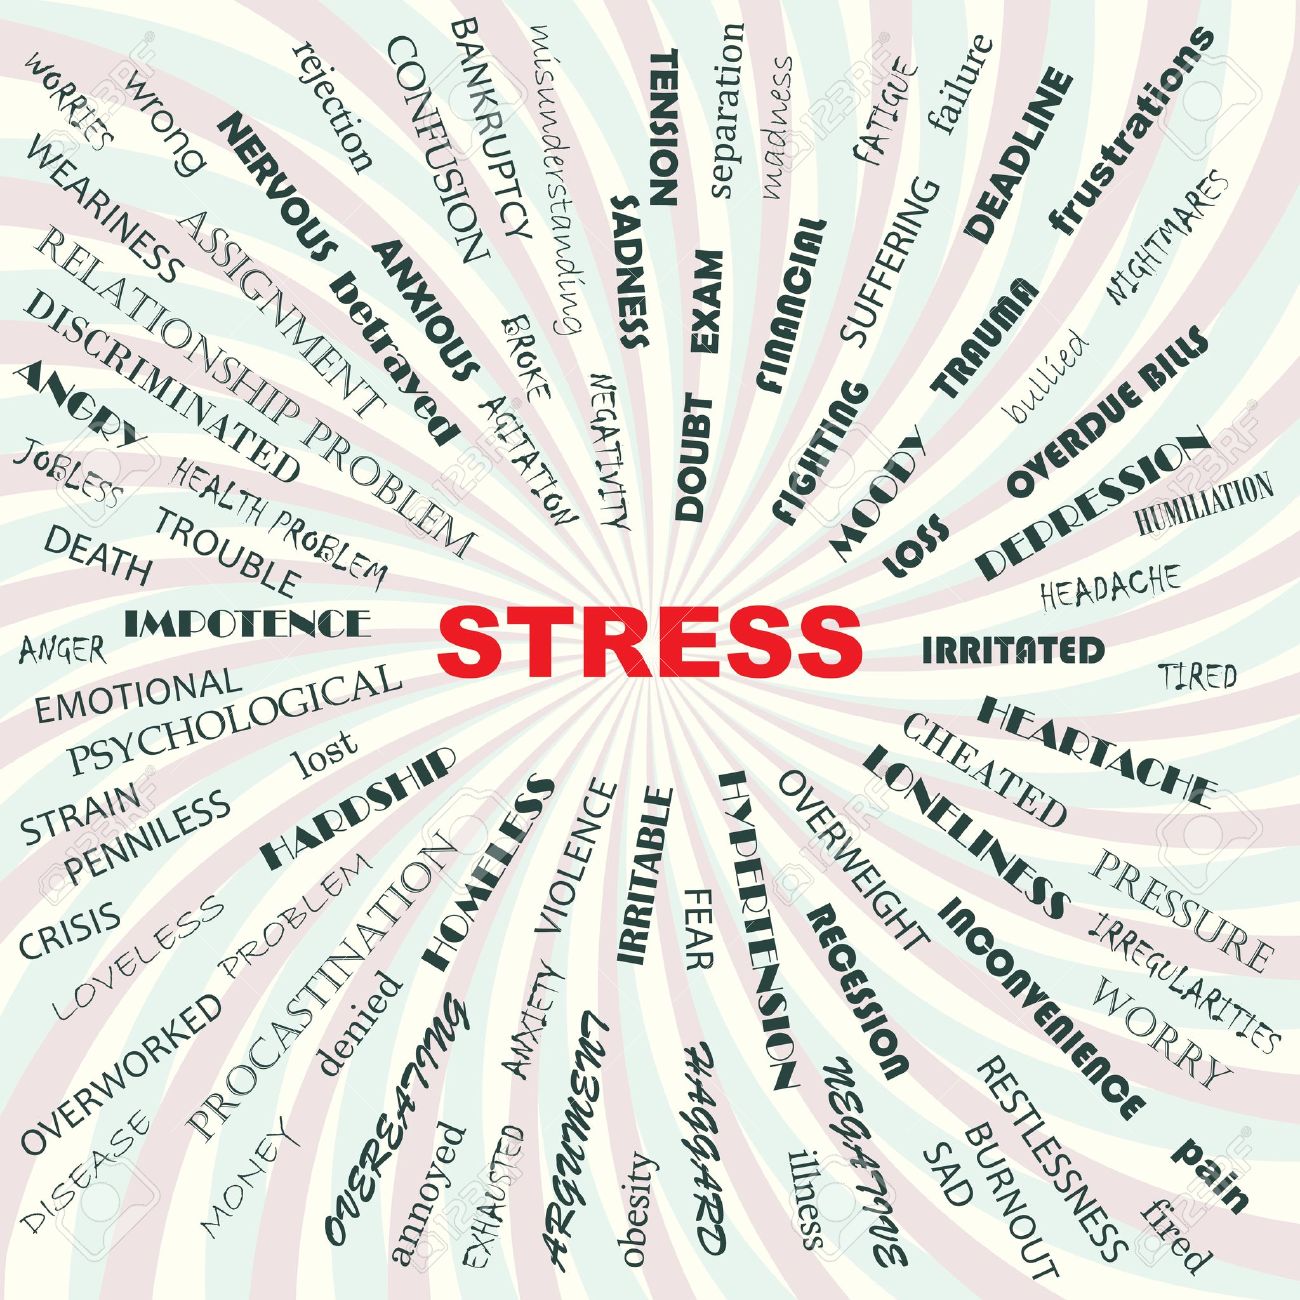 WORRIES
wrong
NERVOUS
rejection
CONFUSION
BANKRUPTCY
misunderstanding
TENSION
separation
madness
FATIGUE
failure
DEADLINE
frustrations
WEARINESS
ASSIGNMENT
ANXIOUS
betrayed
SADNESS
EXAM
FINANCIAL
SUFFERING
TRAUMA
NIGHTMARES
RELATIONSHIP PROBLEM
DISCRIMINATED
BROKE
AGITATION
NEGATIVITY
DOUBT
FIGHTING
MOODY
bullied
OVERDUE BILLS
ANGRY
JOBLESS
HEALTH PROBLEM
LOSS
DEPRESSION
HUMILIATION
DEATH
TROUBLE
HEADACHE
ANGER
IMPOTENCE
STRESS
IRRITATED
TIRED
EMOTIONAL
PSYCHOLOGICAL
lost
HEARTACHE
CHEATED
LONELINESS
STRAIN
PENNILESS
HARDSHIP
HOMELESS
VIOLENCE
IRRITABLE
FEAR
HYPERTENSION
OVERWEIGHT
PRESSURE
CRISIS
LOVELESS
PROBLEM
PROCASTINATION
RECESSION
INCONVENIENCE
IRREGULARITIES
WORRY
OVERWORKED
denied
OVEREATING
ANXIETY
ARGUMENT
HAGGARD
NEGATIVE
RESTLESSNESS
DISEASE
MONEY
annoyed
EXHAUSTED
obesity
illness
SAD
BURNOUT
pain
fired
123RF